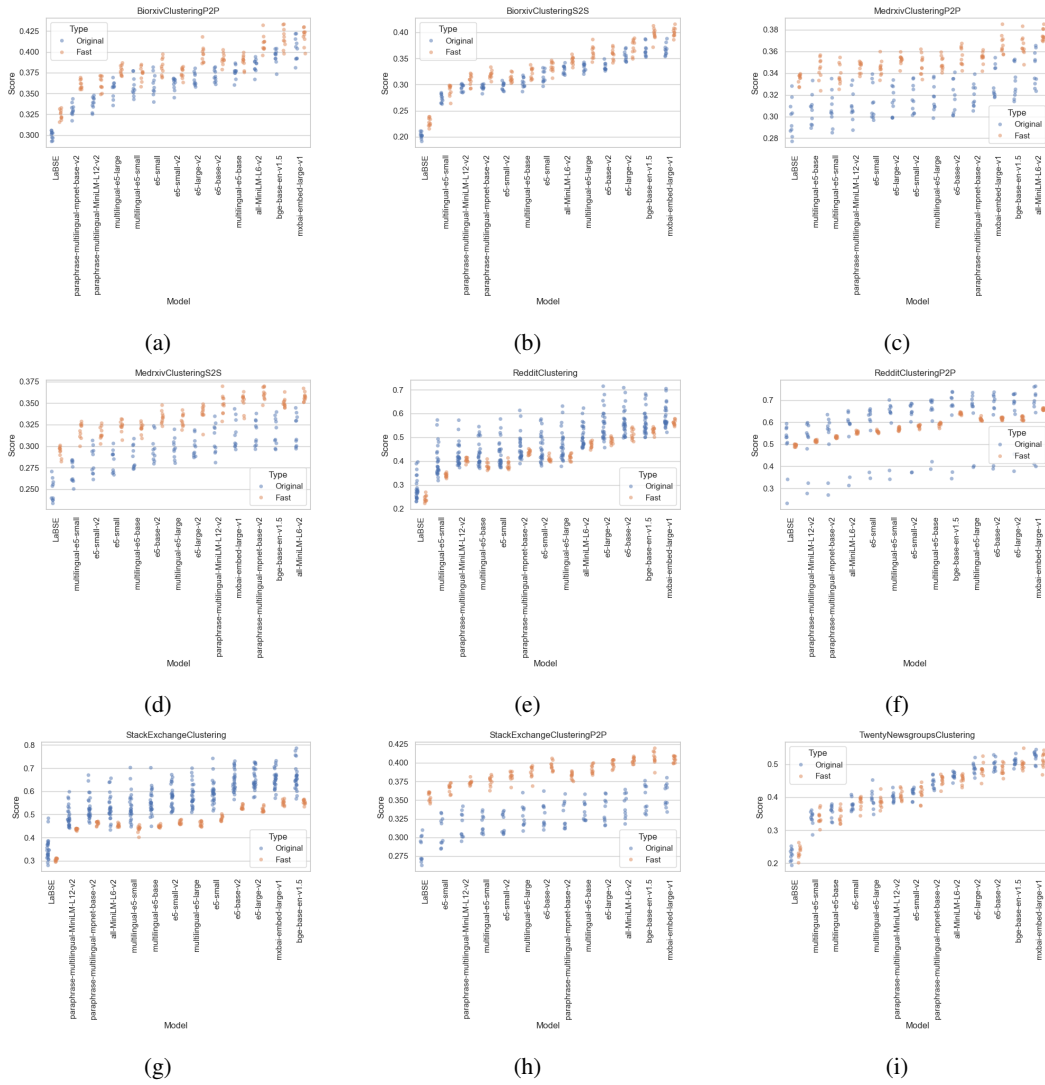 BiorxivClusteringP2P
Score
0.425
0.400
0.375
0.350
0.325
0.300
Type
Original
Fast
LaBSE
paraphrase-multilingual-mpnet-base-v2
paraphrase-multilingual-MiniLM-L12-v2
multilingual-e5-large
multilingual-e5-small
e5-small
e5-small-v2
e5-large-v2
e5-base-v2
multilingual-e5-base
all-MiniLM-L6-v2
bge-base-en-v1.5
mxbai-embed-large-v1
Model
(a)
BiorxivClusteringS2S
Score
0.40
0.35
0.30
0.25
0.20
Type
Original
Fast
LaBSE
multilingual-e5-small
paraphrase-multilingual-MiniLM-L12-v2
paraphrase-multilingual-mpnet-base-v2
e5-small-v2
multilingual-e5-base
e5-small
all-MiniLM-L6-v2
multilingual-e5-large
e5-base-v2
e5-large-v2
bge-base-en-v1.5
mxbai-embed-large-v1
Model
(b)
MedrxivClusteringP2P
Score
0.38
0.36
0.34
0.32
0.30
0.28
Type
Original
Fast
LaBSE
multilingual-e5-base
multilingual-e5-small
paraphrase-multilingual-MiniLM-L12-v2
e5-small
e5-large-v2
e5-small-v2
multilingual-e5-large
e5-base-v2
paraphrase-multilingual-mpnet-base-v2
mxbai-embed-large-v1
bge-base-en-v1.5
all-MiniLM-L6-v2
Model
(c)
MedrxivClusteringS2S
Score
0.375
0.350
0.325
0.300
0.275
0.250
Type
Original
Fast
LaBSE
multilingual-e5-small
e5-small-v2
e5-small
multilingual-e5-base
e5-base-v2
multilingual-e5-large
e5-large-v2
paraphrase-multilingual-MiniLM-L12-v2
mxbai-embed-large-v1
paraphrase-multilingual-mpnet-base-v2
bge-base-en-v1.5
all-MiniLM-L6-v2
Model
(d)
RedditClustering
Score
0.7
0.6
0.5
0.4
0.3
0.2
Type
Original
Fast
LaBSE
multilingual-e5-small
paraphrase-multilingual-MiniLM-L12-v2
multilingual-e5-base
e5-small
paraphrase-multilingual-mpnet-base-v2
e5-small-v2
multilingual-e5-large
all-MiniLM-L6-v2
e5-large-v2
e5-base-v2
bge-base-en-v1.5
mxbai-embed-large-v1
Model
(e)
RedditClusteringP2P
Score
0.7
0.6
0.5
0.4
0.3
Type
Original
Fast
LaBSE
paraphrase-multilingual-MiniLM-L12-v2
paraphrase-multilingual-mpnet-base-v2
all-MiniLM-L6-v2
e5-small
multilingual-e5-small
e5-small-v2
multilingual-e5-base
bge-base-en-v1.5
multilingual-e5-large
e5-base-v2
e5-large-v2
mxbai-embed-large-v1
Model
(f)
StackExchangeClustering
Score
0.8
0.7
0.6
0.5
0.4
0.3
Type
Original
Fast
LaBSE
paraphrase-multilingual-MiniLM-L12-v2
paraphrase-multilingual-mpnet-base-v2
all-MiniLM-L6-v2
multilingual-e5-small
multilingual-e5-base
e5-small-v2
multilingual-e5-large
e5-small
e5-base-v2
e5-large-v2
mxbai-embed-large-v1
bge-base-en-v1.5
Model
(g)
StackExchangeClusteringP2P
Score
0.425
0.400
0.375
0.350
0.325
0.300
0.275
Type
Original
Fast
LaBSE
e5-small
paraphrase-multilingual-MiniLM-L12-v2
multilingual-e5-small
e5-small-v2
multilingual-e5-large
e5-base-v2
paraphrase-multilingual-mpnet-base-v2
multilingual-e5-base
e5-large-v2
all-MiniLM-L6-v2
bge-base-en-v1.5
mxbai-embed-large-v1
Model
(h)
TwentyNewsgroupsClustering
Score
0.5
0.4
0.3
0.2
Type
Original
Fast
LaBSE
multilingual-e5-small
multilingual-e5-base
e5-small
multilingual-e5-large
paraphrase-multilingual-MiniLM-L12-v2
e5-small-v2
paraphrase-multilingual-mpnet-base-v2
all-MiniLM-L6-v2
e5-large-v2
e5-base-v2
bge-base-en-v1.5
mxbai-embed-large-v1
Model
(i)